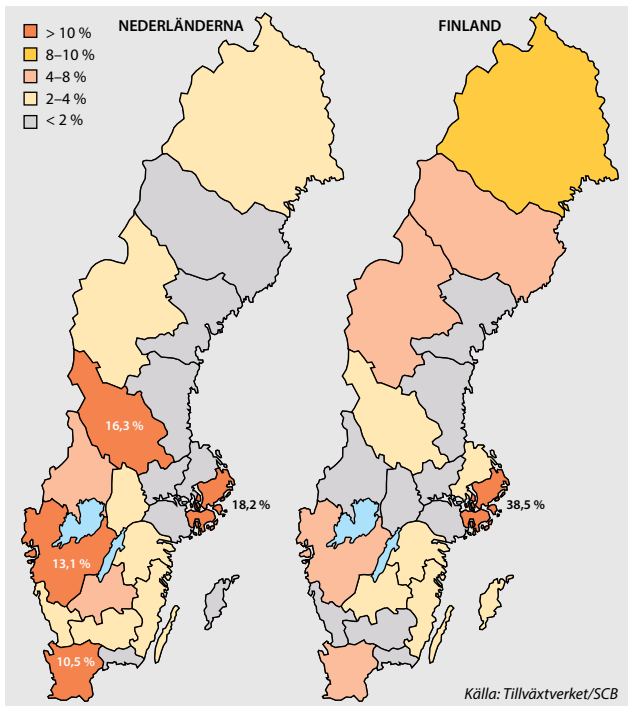 NEDERLÄNDERNA
FINLAND
> 10 %
8–10 %
4–8 %
2–4 %
< 2 %
16,3 %
18,2 %
13,1 %
10,5 %
38,5 %
Källa: Tillväxtverket/SCB